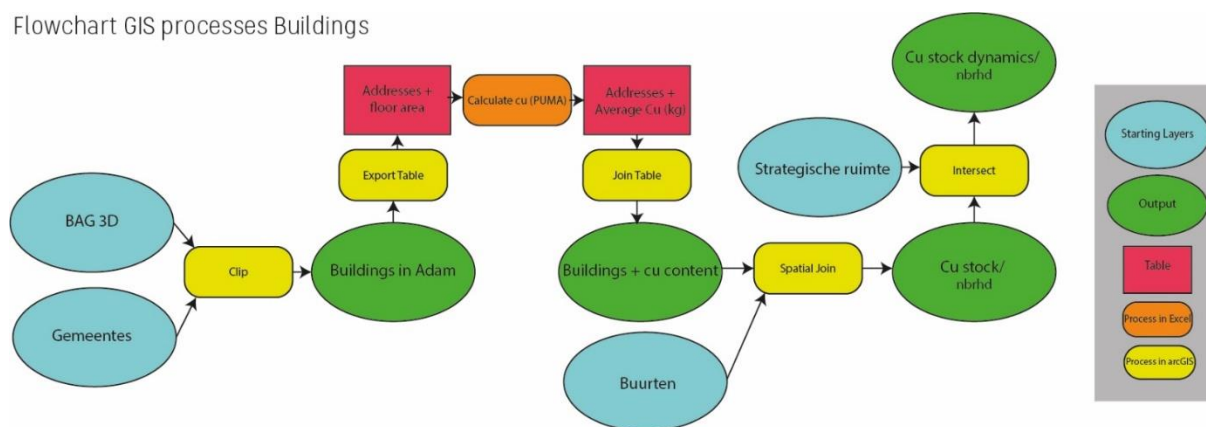 Flowchart GIS processes Buildings
BAG 3D
Gemeentes
Clip
Buildings in Adam
Export Table
Addresses +
floor area
Calculate cu (PUMA)
Addresses +
Average Cu (kg)
Join Table
Buildings + cu content
Buurten
Spatial Join
Cu stock/
nbrhd
Strategische ruimte
Intersect
Cu stock dynamics/
nbrhd
Starting Layers
Output
Table
Process in Excel
Process in arcGIS